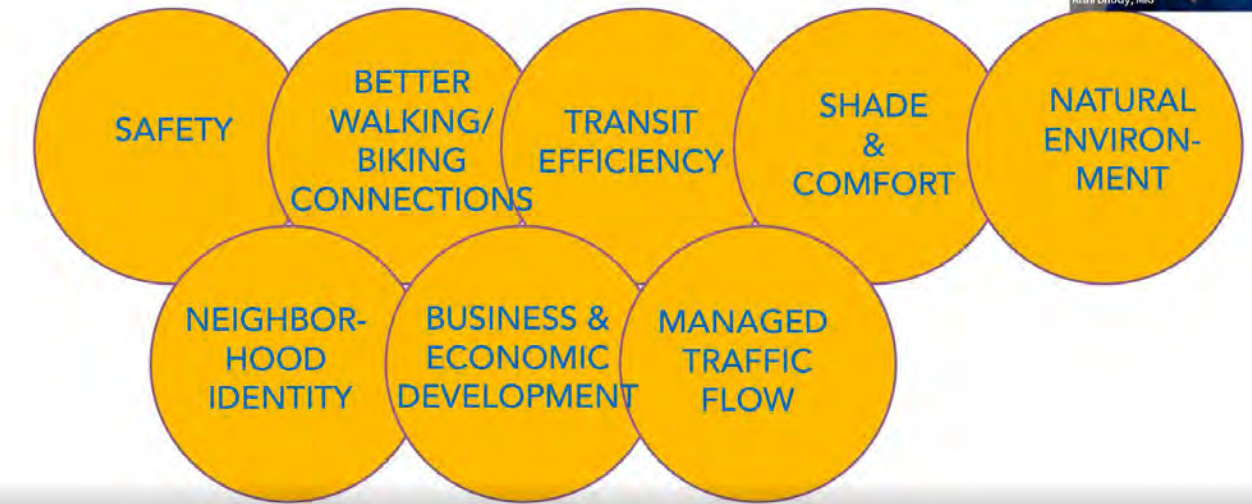 SAFETY
BETTER
WALKING/
BIKING
CONNECTIONS
TRANSIT
EFFICIENCY
SHADE
&
COMFORT
NATURAL
ENVIRON-
MENT
NEIGHBOR-
HOOD
IDENTITY
BUSINESS &
ECONOMIC
DEVELOPMENT
MANAGED
TRAFFIC
FLOW